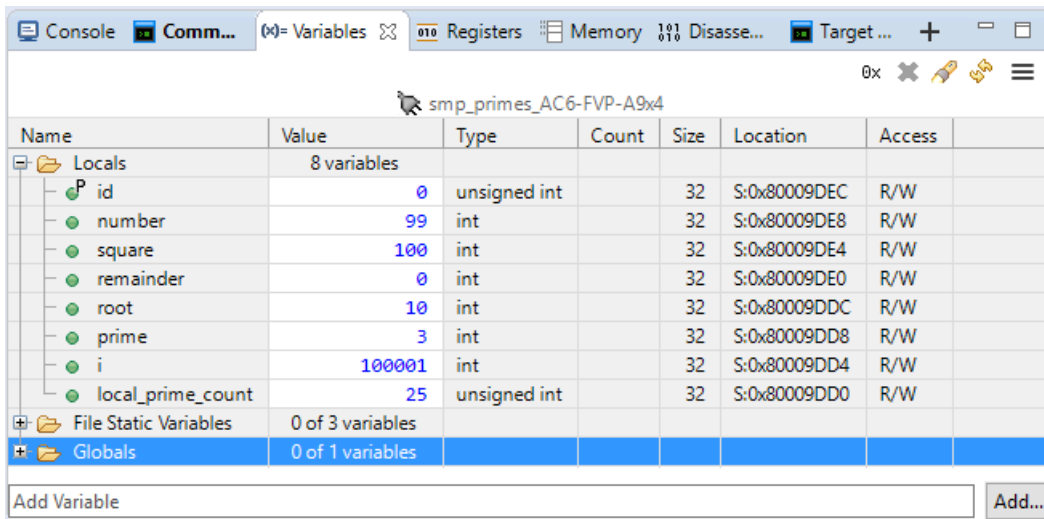 Console Comm... (x)= Variables 010 Registers Memory 101 010 Disasse... Target ...
0x
smp_primes_AC6-FVP-A9x4
Name Value Type Count Size Location Access
Locals 8 variables
P id 0 unsigned int 32 S:0x80009DEC R/W
number 99 int 32 S:0x80009DE8 R/W
square 100 int 32 S:0x80009DE4 R/W
remainder 0 int 32 S:0x80009DE0 R/W
root 10 int 32 S:0x80009DDC R/W
prime 3 int 32 S:0x80009DD8 R/W
i 100001 int 32 S:0x80009DD4 R/W
local_prime_count 25 unsigned int 32 S:0x80009DD0 R/W
File Static Variables 0 of 3 variables
Globals 0 of 1 variables
Add Variable Add...